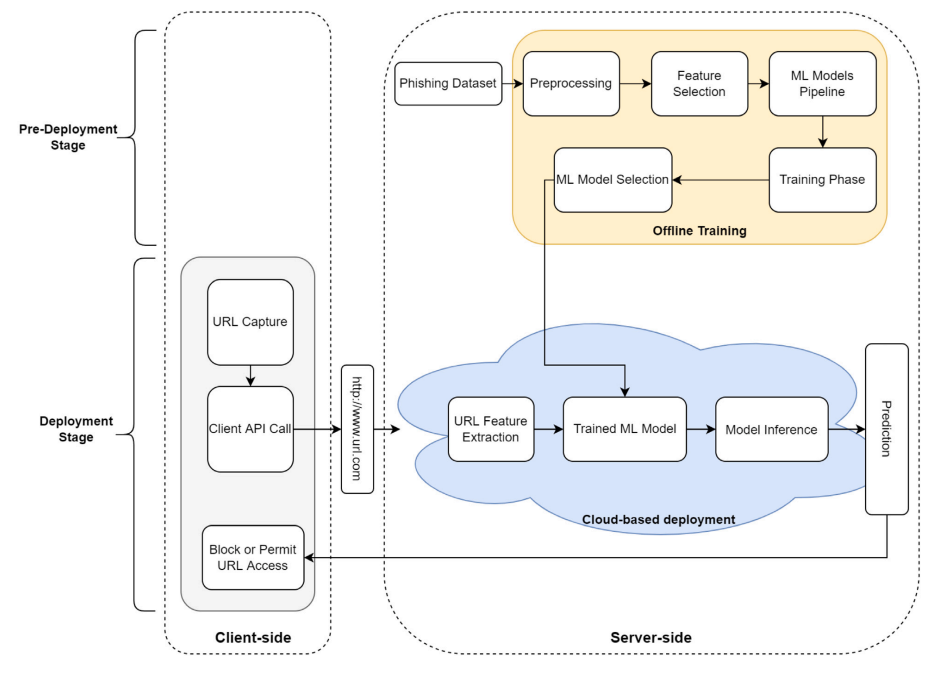 Pre-Deployment
Stage
Phishing Dataset
Preprocessing
Feature
Selection
ML Models
Pipeline
ML Model Selection
Training Phase
Offline Training
Deployment
Stage
URL Capture
Client API Call
http://www.url.com
URL Feature
Extraction
Trained ML Model
Model Inference
Prediction
Cloud-based deployment
Block or Permit
URL Access
Client-side
Server-side